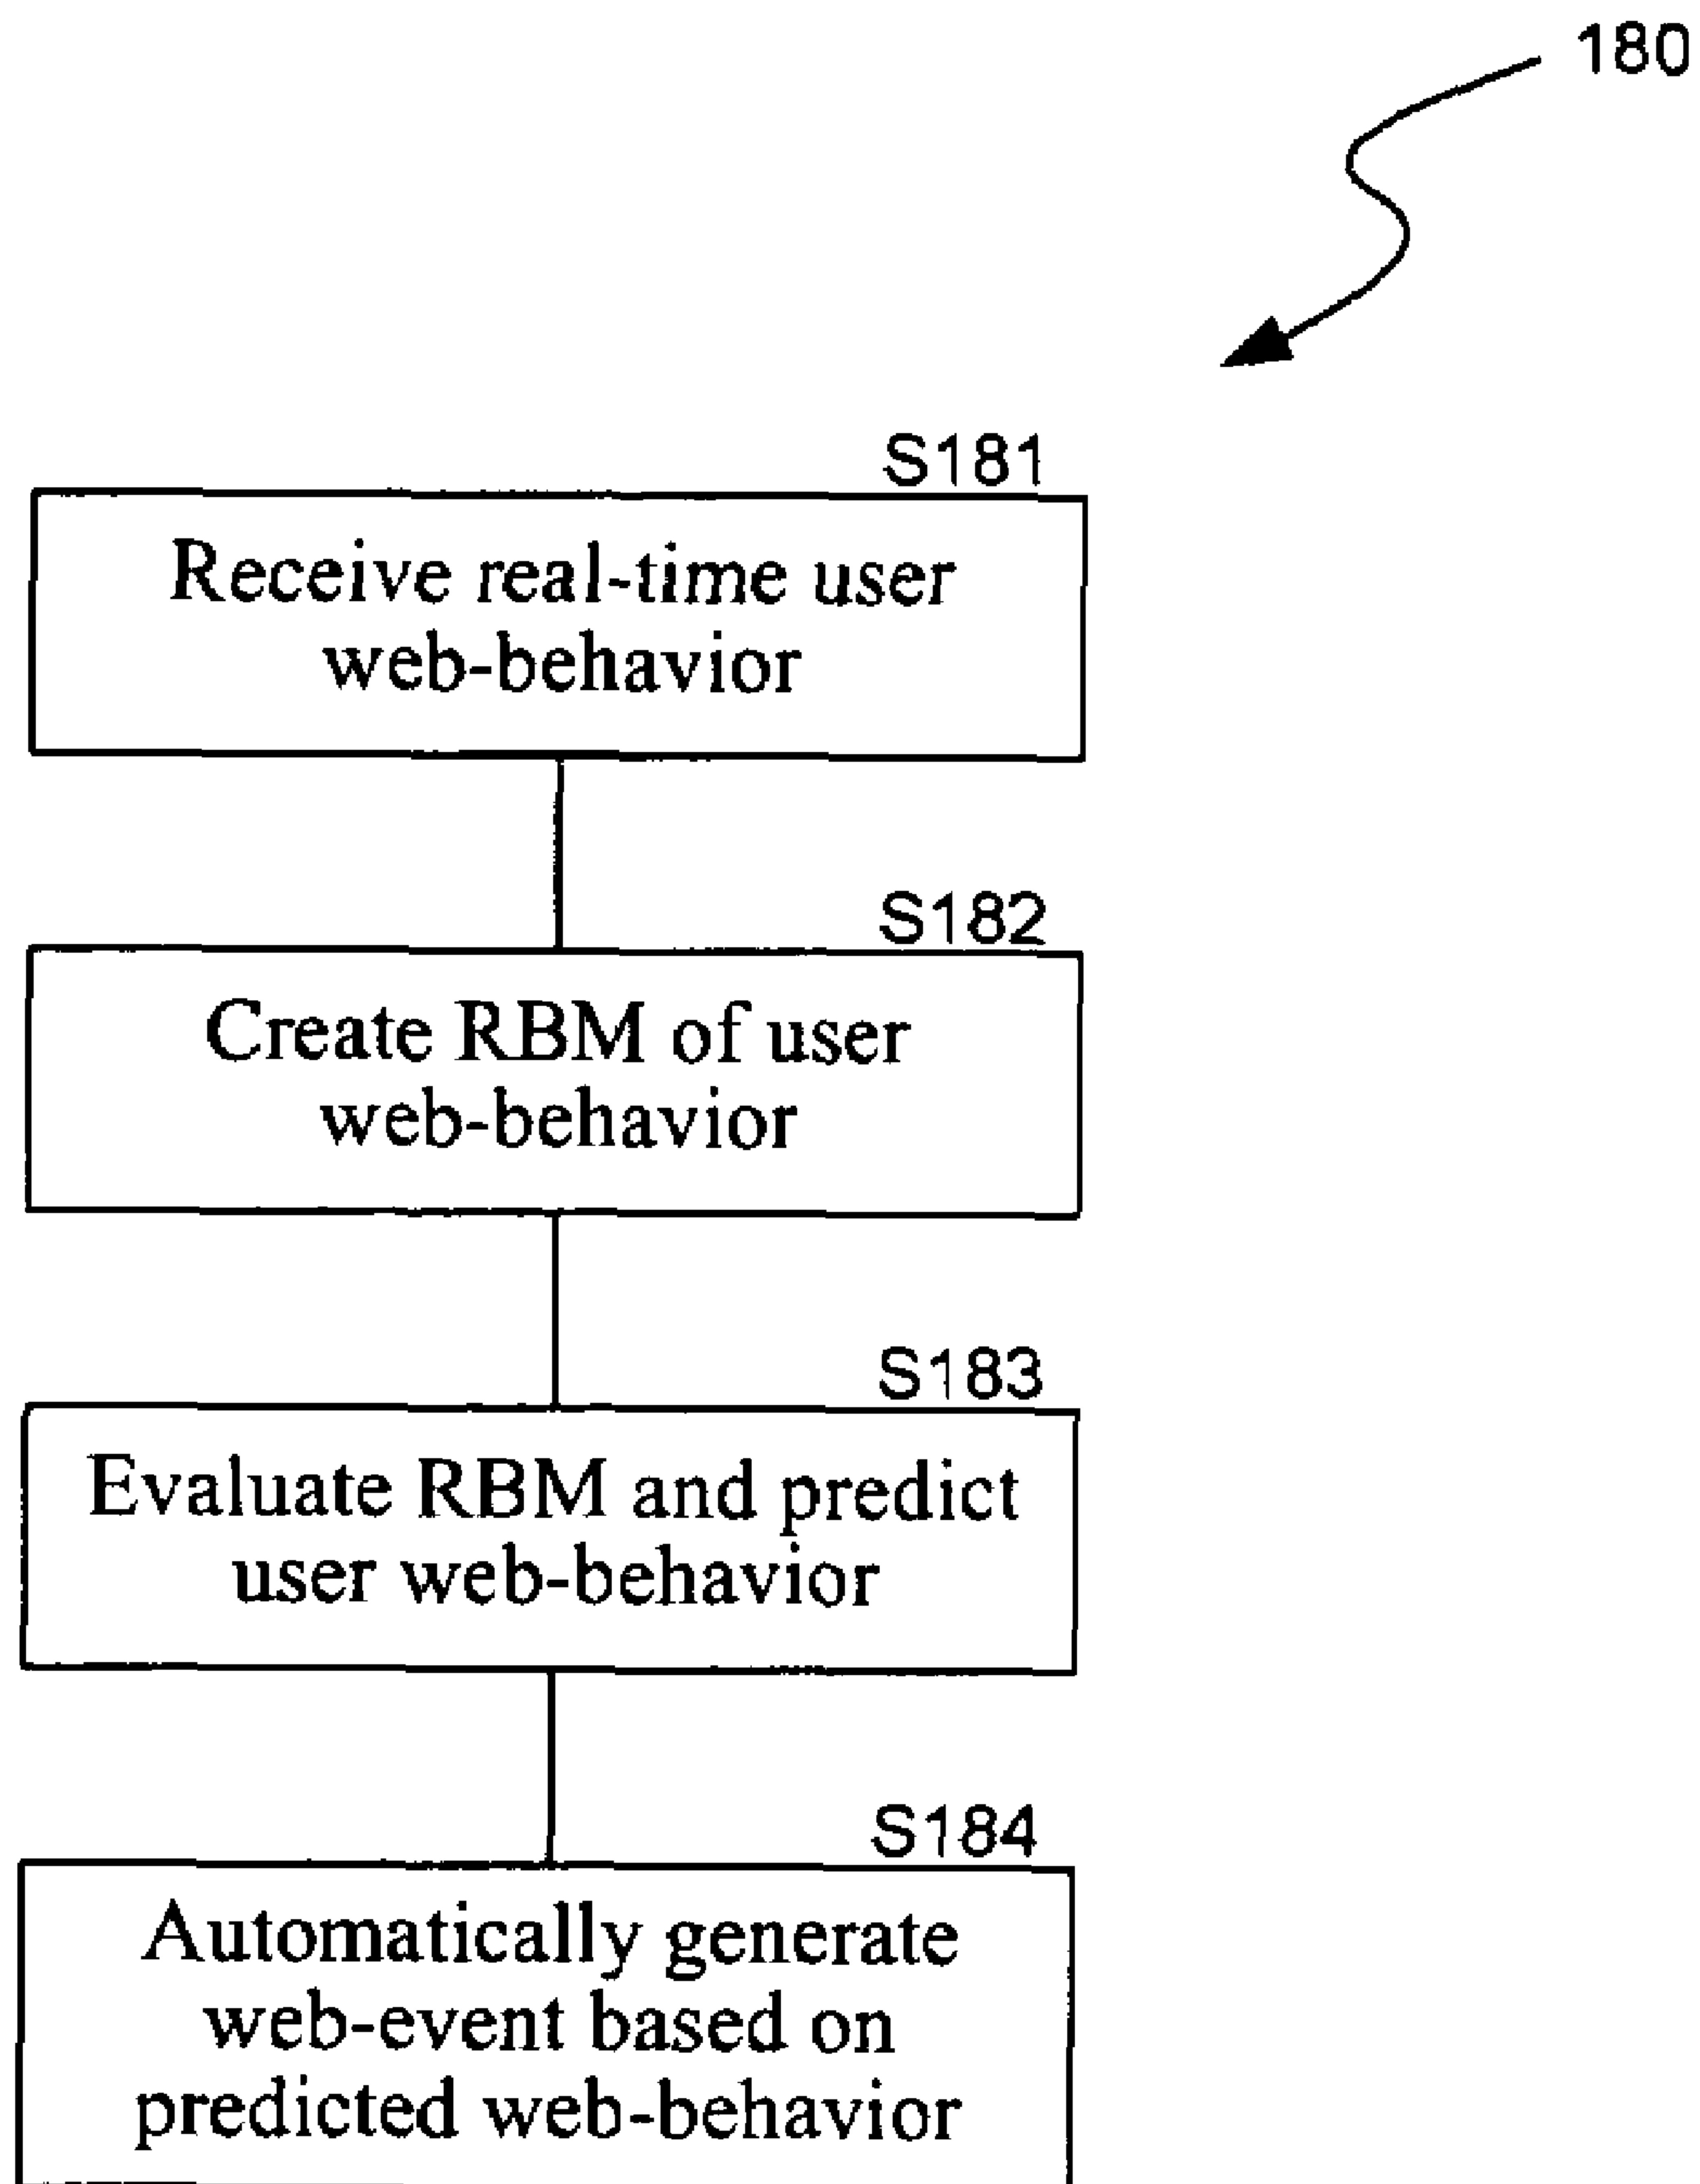 180
S181
Receive real-time user
web-behavior
S182
Create RBM of user
web-behavior
S183
Evaluate RBM and predict
user web-behavior
S184
Automatically generate
web-event based on
predicted web-behavior